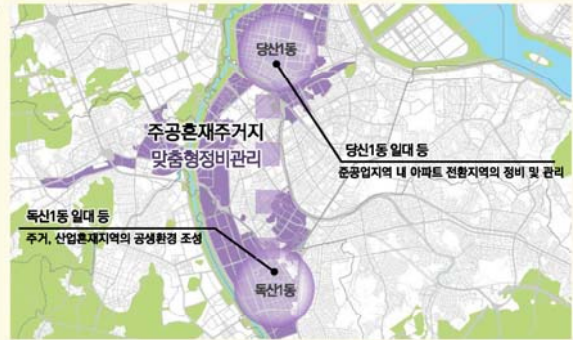 당산1동
주공혼재주거지
맞춤형정비관리
당산1동 일대 등
준공업지역 내 아파트 전환지역의 정비 및 관리
독산1동 일대 등
주거, 산업혼재지역의 공생환경 조성
독산1동